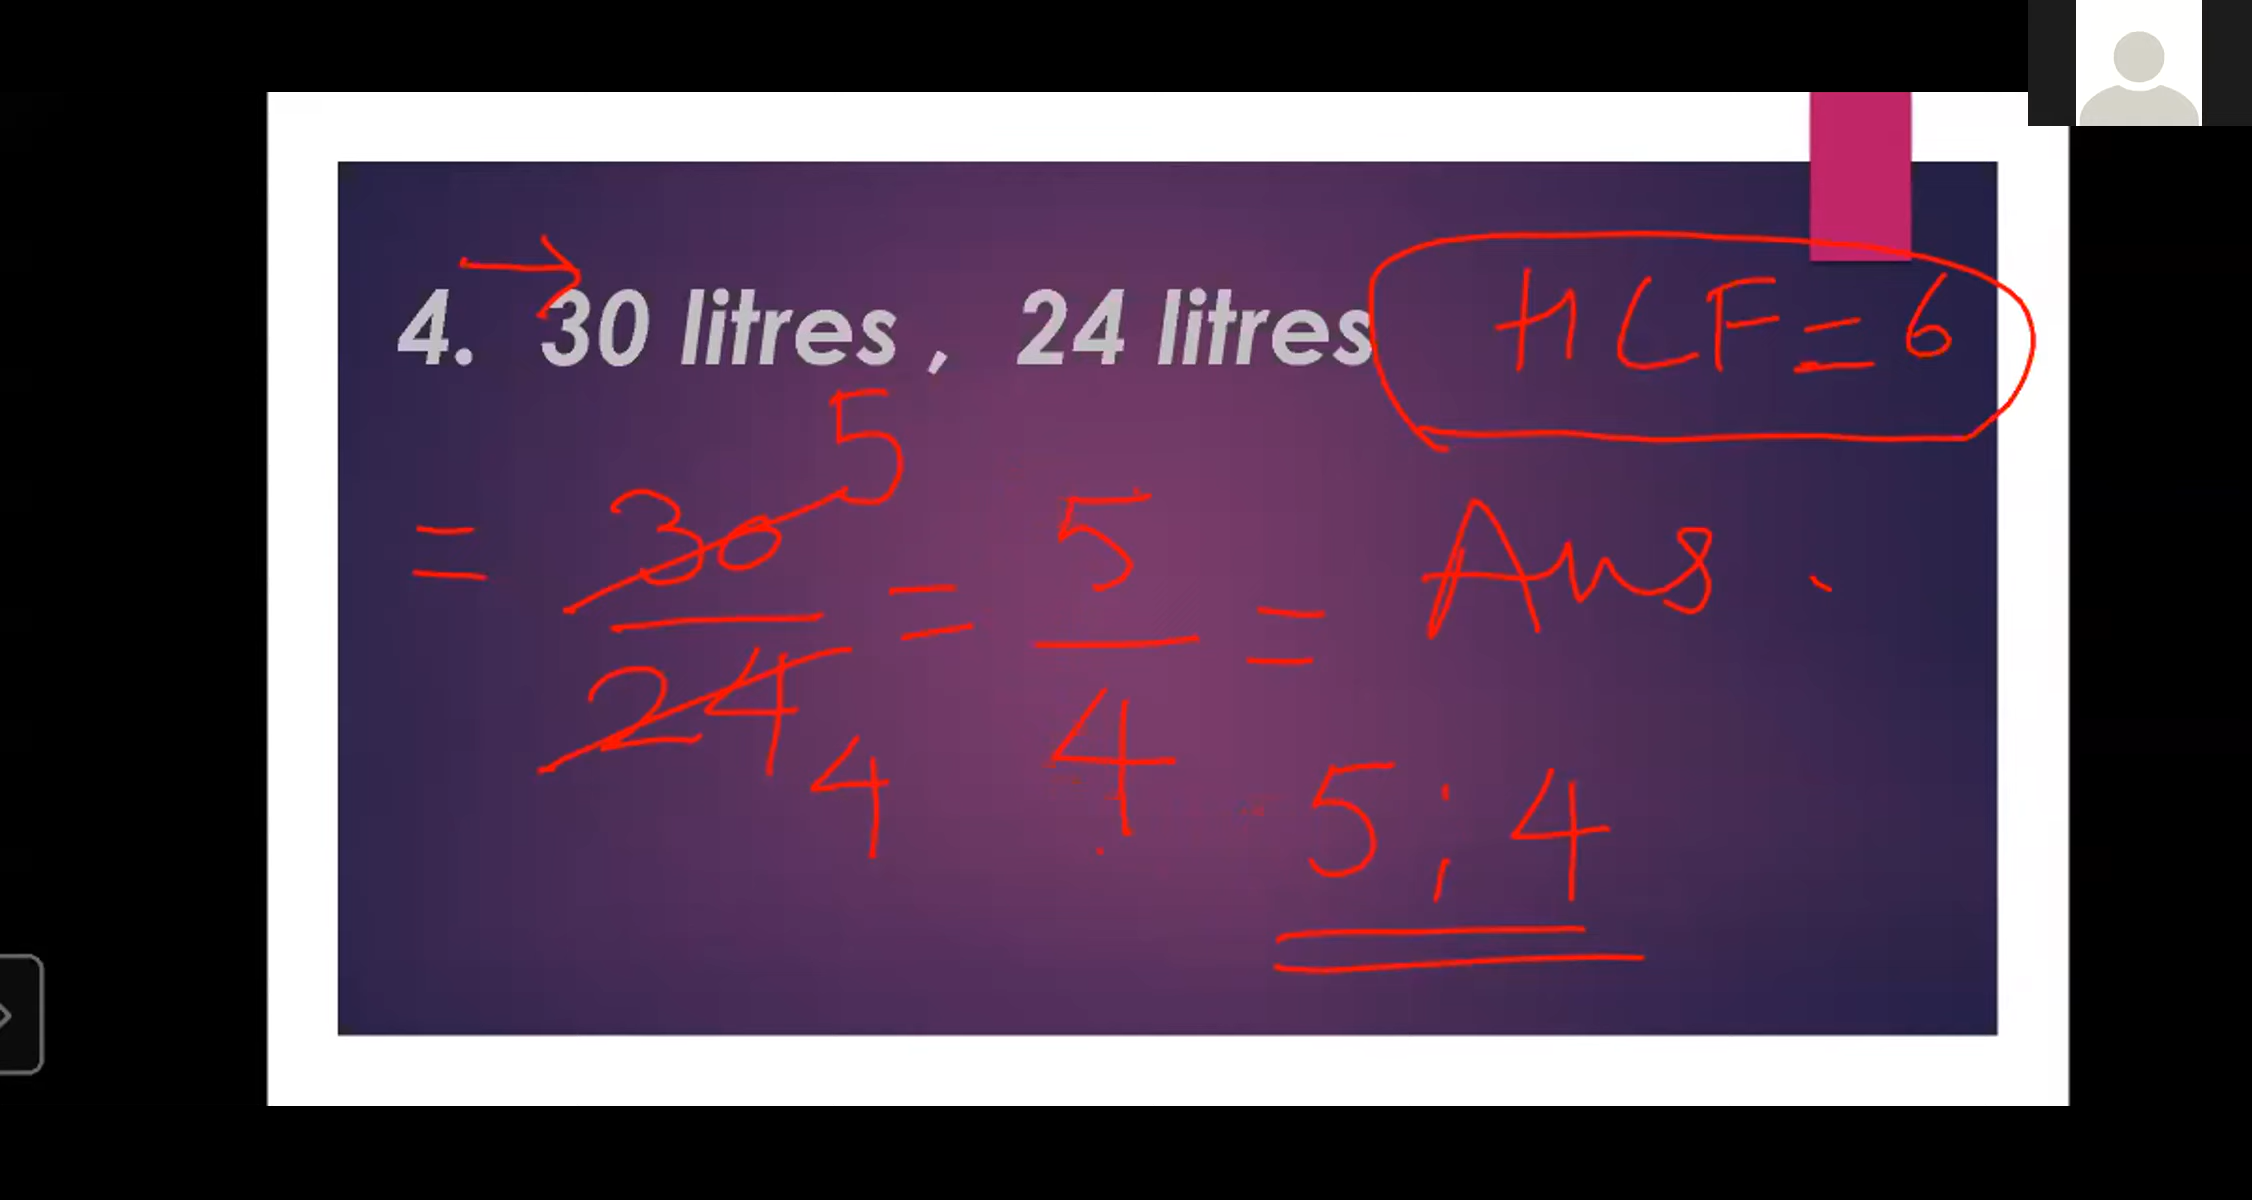 4. → 30 litres , 24 litres HCF = 6
5
= 30/24 = 5/4 = Ans .
4
5 : 4